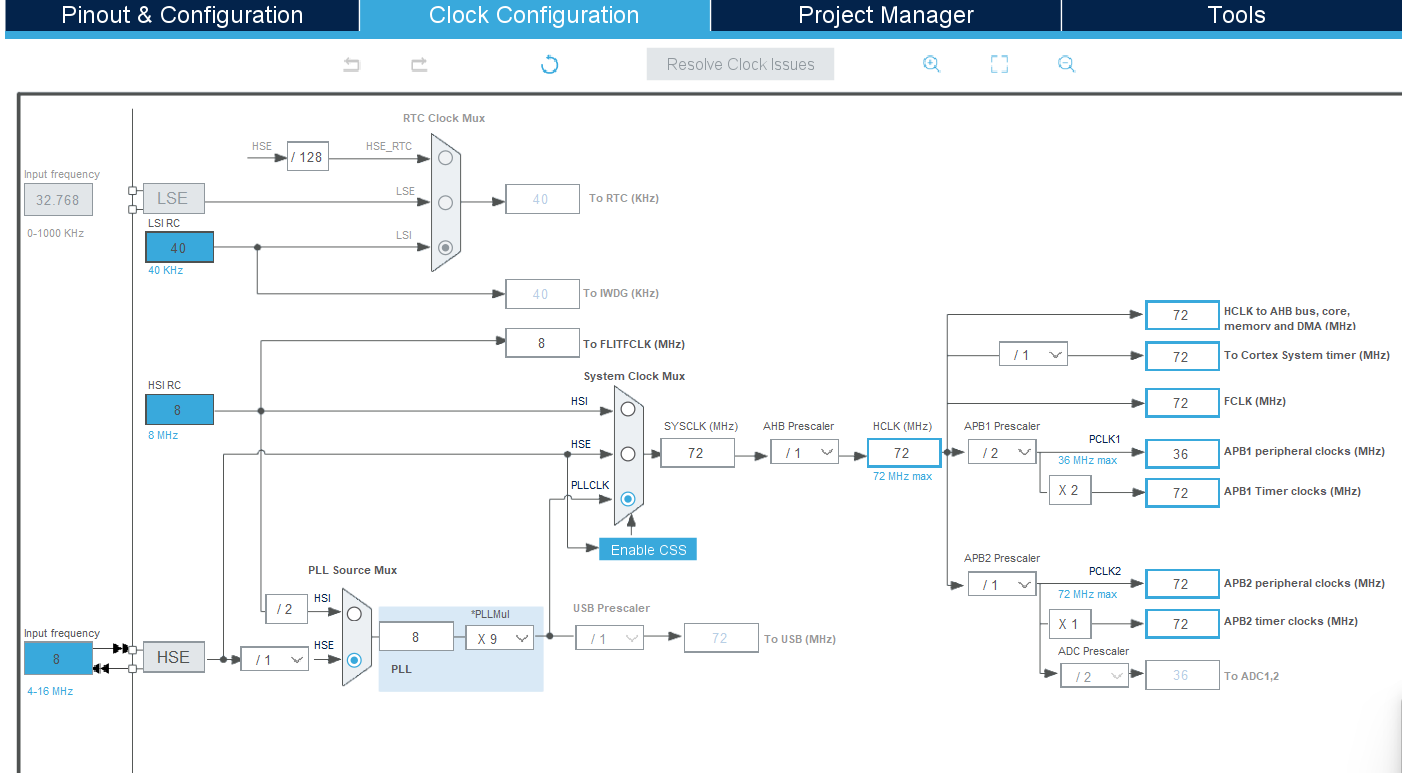 Pinout & Configuration
Clock Configuration
Project Manager
Tools
Resolve Clock Issues
RTC Clock Mux
HSE
/ 128
HSE_RTC
Input frequency
32.768
0-1000 KHz
LSE
LSE
40
To RTC (KHz)
LSI RC
40
40 KHz
LSI
40
To IWDG (KHz)
8
To FLITFCLK (MHz)
HSI RC
8
8 MHz
System Clock Mux
HSI
HSE
PLLCLK
SYSCLK (MHz)
72
AHB Prescaler
/ 1
HCLK (MHz)
72
72 MHz max
Enable CSS
72
HCLK to AHB bus, core,
memory and DMA (MHz)
/ 1
72
To Cortex System timer (MHz)
72
FCLK (MHz)
APB1 Prescaler
/ 2
PCLK1
36 MHz max
36
APB1 peripheral clocks (MHz)
X 2
72
APB1 Timer clocks (MHz)
APB2 Prescaler
/ 1
PCLK2
72 MHz max
72
APB2 peripheral clocks (MHz)
X 1
72
APB2 timer clocks (MHz)
ADC Prescaler
/ 2
36
To ADC1,2
PLL Source Mux
/ 2
HSI
Input frequency
8
4-16 MHz
HSE
/ 1
HSE
8
*PLLMul
X 9
PLL
USB Prescaler
/ 1
72
To USB (MHz)